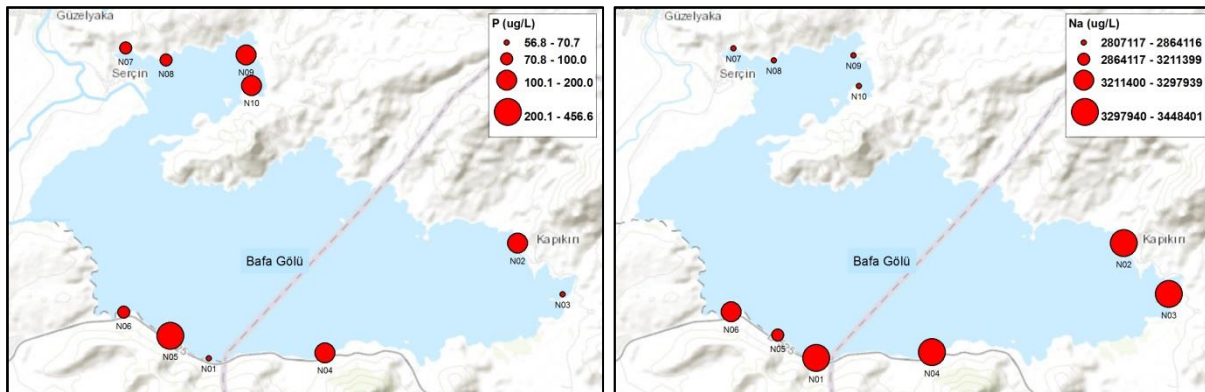 Güzelyaka
P (ug/L)
56.8 - 70.7
70.8 - 100.0
100.1 - 200.0
200.1 - 456.6
N07
Serçin
N08
N09
N10
Kapıkırı
N02
Bafa Gölü
N03
N06
N05
N01
N04
Güzelyaka
Na (ug/L)
2807117 - 2864116
2864117 - 3211399
3211400 - 3297939
3297940 - 3448401
N07
Serçin
N08
N09
N10
Kapıkırı
N02
Bafa Gölü
N03
N06
N05
N01
N04